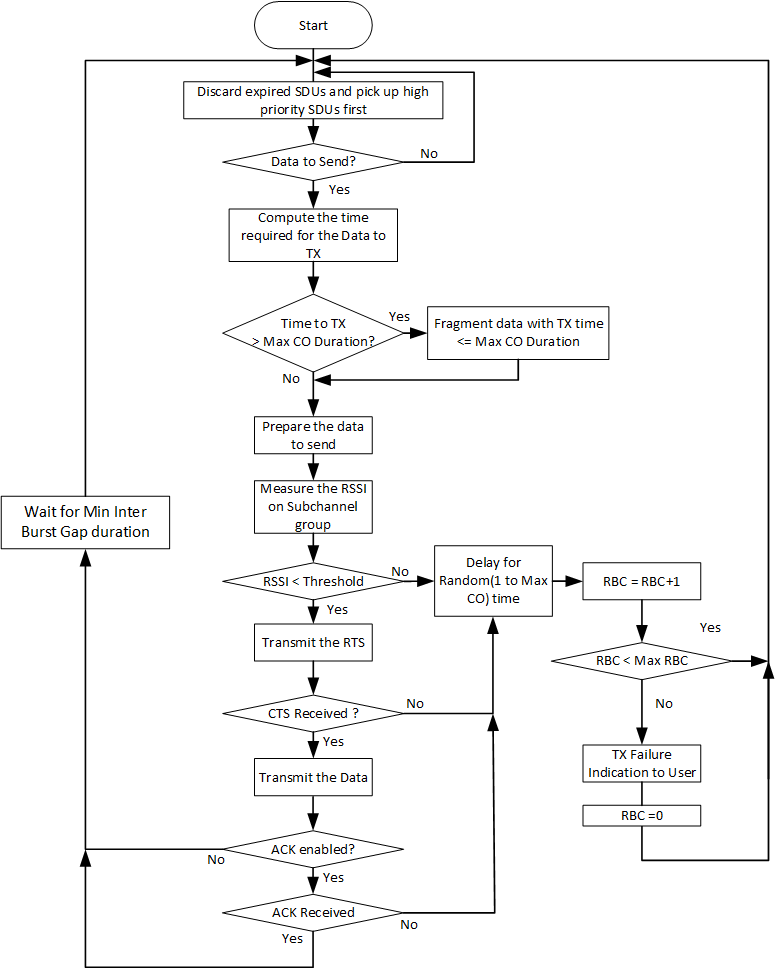 Start
Discard expired SDUs and pick up high
priority SDUs first
Data to Send?
No
Yes
Compute the time
required for the Data to
TX
Time to TX
> Max CO Duration?
Yes
Fragment data with TX time
<= Max CO Duration
No
Prepare the data
to send
Measure the RSSI
on Subchannel
group
Wait for Min Inter
Burst Gap duration
RSSI < Threshold
No
Delay for
Random(1 to Max
CO) time
RBC = RBC+1
Yes
Transmit the RTS
Yes
RBC < Max RBC
CTS Received ?
No
No
Yes
Transmit the Data
TX Failure
Indication to User
RBC =0
ACK enabled?
No
Yes
ACK Received
No
Yes